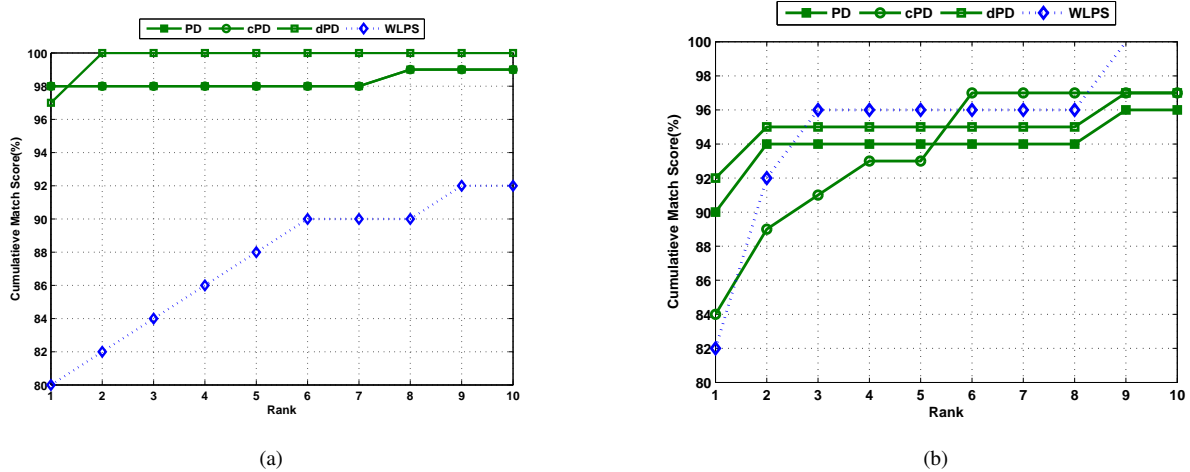 PD cPD dPD WLPS
100
98
96
94
92
90
88
86
84
82
80
Cumulatieve Match Score(%)
1 2 3 4 5 6 7 8 9 10
Rank
(a)
PD cPD dPD WLPS
100
98
96
94
92
90
88
86
84
82
80
Cumulatieve Match Score(%)
1 2 3 4 5 6 7 8 9 10
Rank
(b)